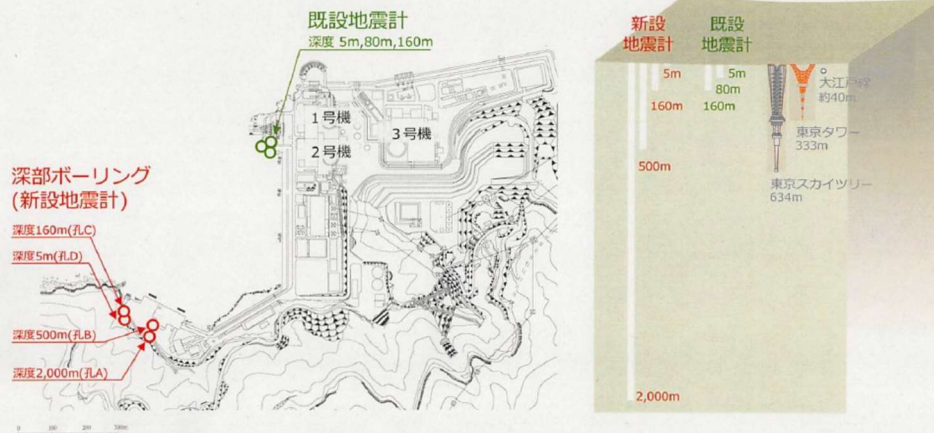 既設地震計
深度 5m,80m,160m
1号機
2号機
3号機
深部ボーリング
(新設地震計)
深度160m(孔C)
深度5m(孔D)
深度500m(孔B)
深度2,000m(孔A)
0 100 200 300m
新設
地震計
既設
地震計
5m
160m
500m
2,000m
5m
80m
160m
大江戸線
約40m
東京タワー
333m
東京スカイツリー
634m